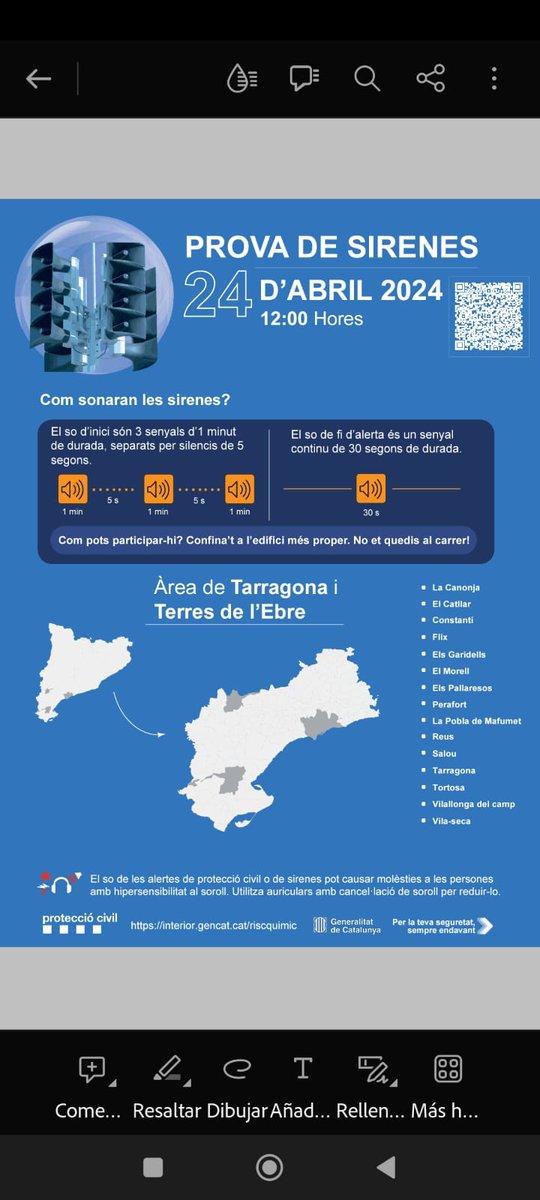 PROVA DE SIRENES
24 D'ABRIL 2024
12:00 Hores
Com sonaran les sirenes?
El so d'inici són 3 senyals d'1 minut
de durada, separats per silencis de 5
segons.
1 min
5 s
1 min
5 s
1 min
El so de fi d'alerta és un senyal
continu de 30 segons de durada.
30 s
Com pots participar-hi? Confina't a l'edifici més proper. No et quedis al carrer!
Àrea de Tarragona i
Terres de l'Ebre
La Canonja
El Catllar
Constantí
Flix
Els Garidells
El Morell
Els Pallaresos
Perafort
La Pobla de Mafumet
Reus
Salou
Tarragona
Tortosa
Vilallonga del camp
Vila-seca
El so de les alertes de protecció civil o de sirenes pot causar molèsties a les persones
amb hipersensibilitat al soroll. Utilitza auriculars amb cancel·lació de soroll per reduir-lo.
protecció civil
https://interior.gencat.cat/riscquimic
Generalitat
de Catalunya
Per la teva seguretat,
sempre endavant
Come... Resaltar Dibujar Añad... Rellen... Más h...